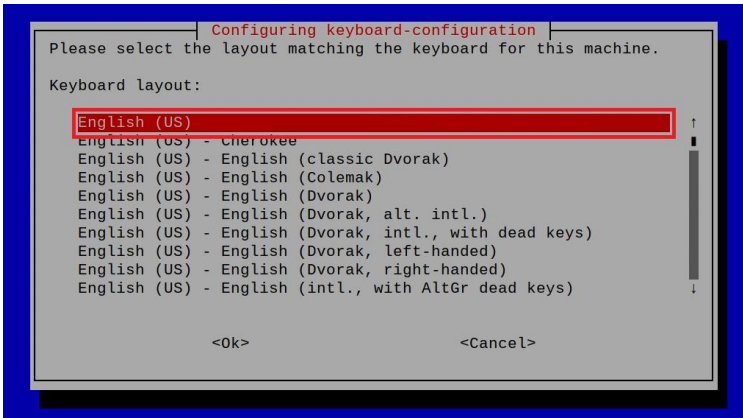 Configuring keyboard-configuration
Please select the layout matching the keyboard for this machine.
Keyboard layout:
English (US)
English (US) - Cherokee
English (US) - English (classic Dvorak)
English (US) - English (Colemak)
English (US) - English (Dvorak)
English (US) - English (Dvorak, alt. intl.)
English (US) - English (Dvorak, intl., with dead keys)
English (US) - English (Dvorak, left-handed)
English (US) - English (Dvorak, right-handed)
English (US) - English (intl., with AltGr dead keys)
<Ok> <Cancel>